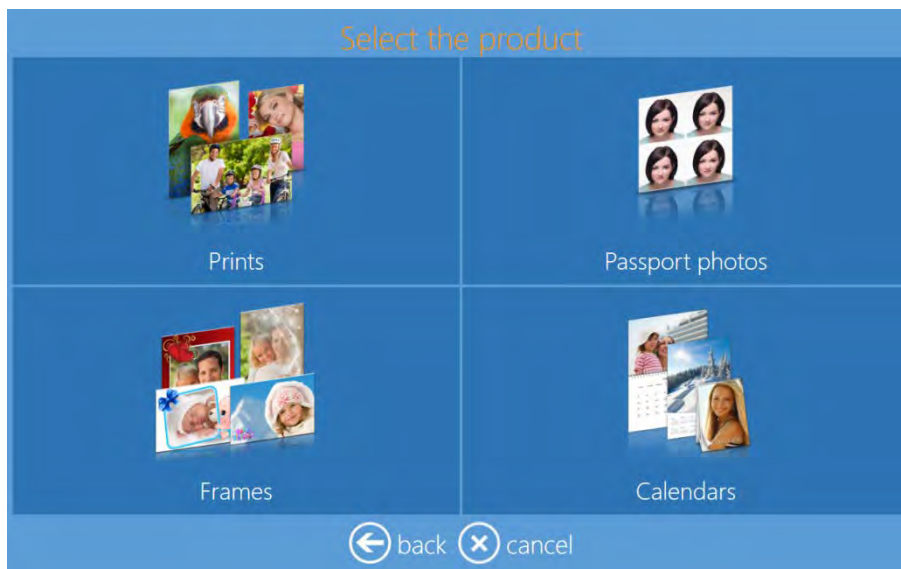 Select the product
Prints
Passport photos
Frames
Calendars
back
cancel